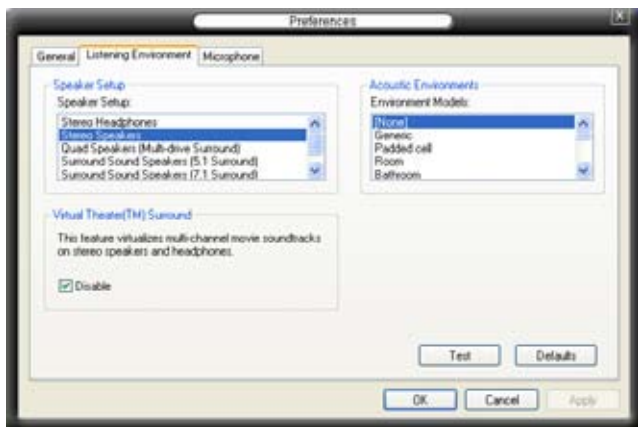 Preferences
X
General
Listening Environment
Microphone
Speaker Setup
Speaker Setup:
Stereo Headphones
Stereo Speakers
Quad Speakers (Multi-drive Surround)
Surround Sound Speakers (5.1 Surround)
Surround Sound Speakers (7.1 Surround)
Acoustic Environments
Environment Models:
[None]
Generic
Padded cell
Room
Bathroom
Virtual Theater(TM) Surround
This feature virtualizes multi-channel movie soundtracks
on stereo speakers and headphones.
Disable
Test
Defaults
OK
Cancel
Apply